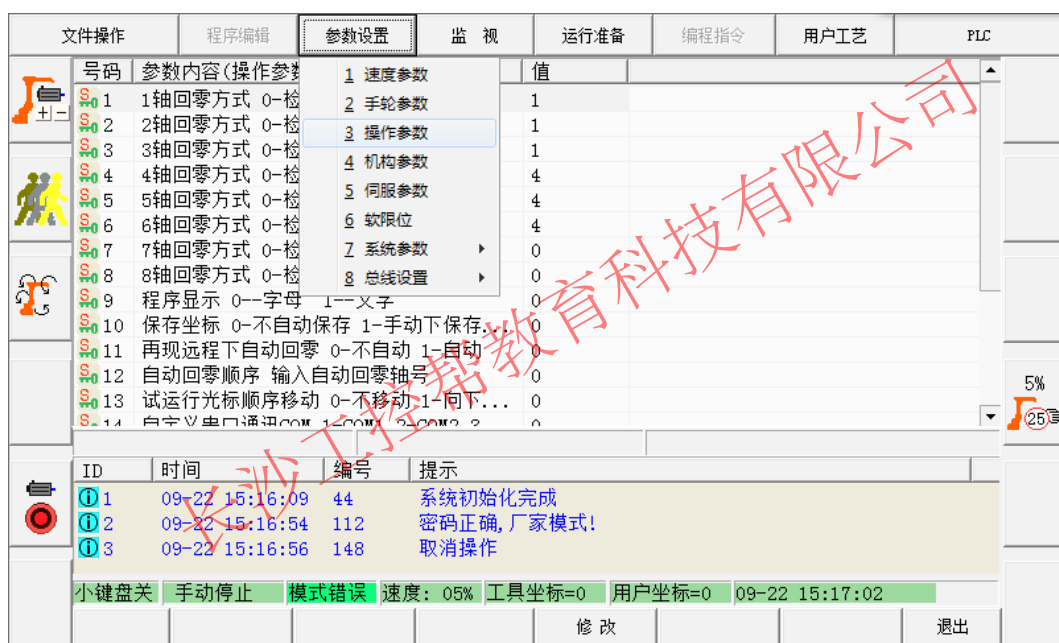 文件操作 程序编辑 参数设置 监 视 运行准备 编程指令 用户工艺 PLC
号码 参数内容(操作参数 值
1 速度参数
2 手轮参数
3 操作参数
4 机构参数
5 伺服参数
6 软限位
7 系统参数
8 总线设置
1 1轴回零方式 0-检 1
2 2轴回零方式 0-检 1
3 3轴回零方式 0-检 1
4 4轴回零方式 0-检 4
5 5轴回零方式 0-检 4
6 6轴回零方式 0-检 4
7 7轴回零方式 0-检 0
8 8轴回零方式 0-检 0
9 程序显示 0--字母 1--文字 0
10 保存坐标 0-不自动保存 1-手动下保存... 0
11 再现远程下自动回零 0-不自动 1-自动 0
12 自动回零顺序 输入自动回零轴号 0
13 试运行光标顺序移动 0-不移动 1-向下... 0
14 自定义串口通讯COM 1-COM1 2-COM2 3 0
5%
25
ID 时间 编号 提示
1 09-22 15:16:09 44 系统初始化完成
2 09-22 15:16:54 112 密码正确,厂家模式!
3 09-22 15:16:56 148 取消操作
小键盘关 手动停止 模式错误 速度: 05% 工具坐标=0 用户坐标=0 09-22 15:17:02
修 改 退出
长沙工控帮教育科技有限公司